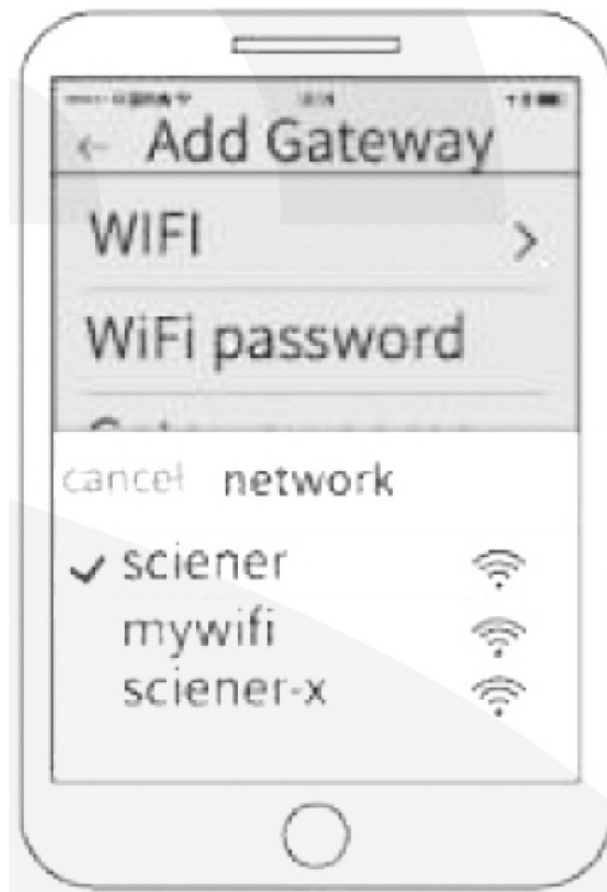 Add Gateway
WIFI
WiFi password
cancel network
sciener
mywifi
sciener-x